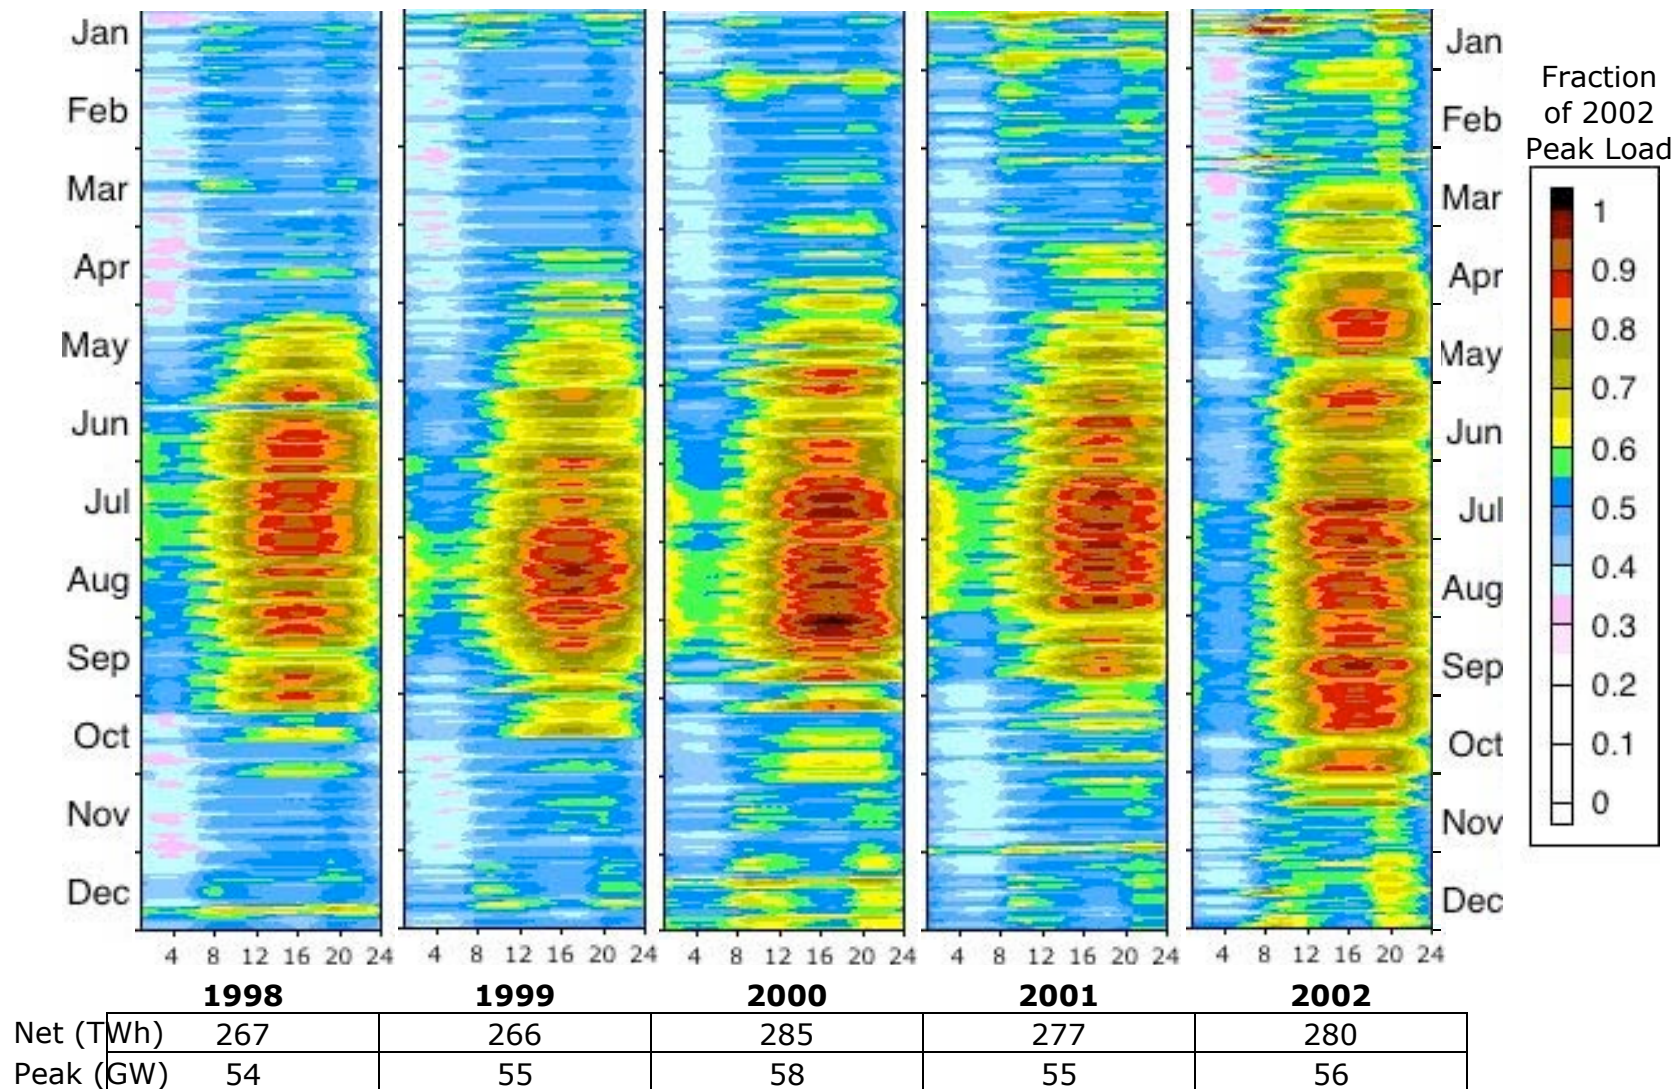 Jan
Feb
Mar
Apr
May
Jun
Jul
Aug
Sep
Oct
Nov
Dec
4 8 12 16 20 24 4 8 12 16 20 24 4 8 12 16 20 24 4 8 12 16 20 24 4 8 12 16 20 24
Jan
Feb
Mar
Apr
May
Jun
Jul
Aug
Sep
Oct
Nov
Dec
Fraction
of 2002
Peak Load
1
0.9
0.8
0.7
0.6
0.5
0.4
0.3
0.2
0.1
0
1998 1999 2000 2001 2002
Net (TWh) 267 266 285 277 280
Peak (GW) 54 55 58 55 56